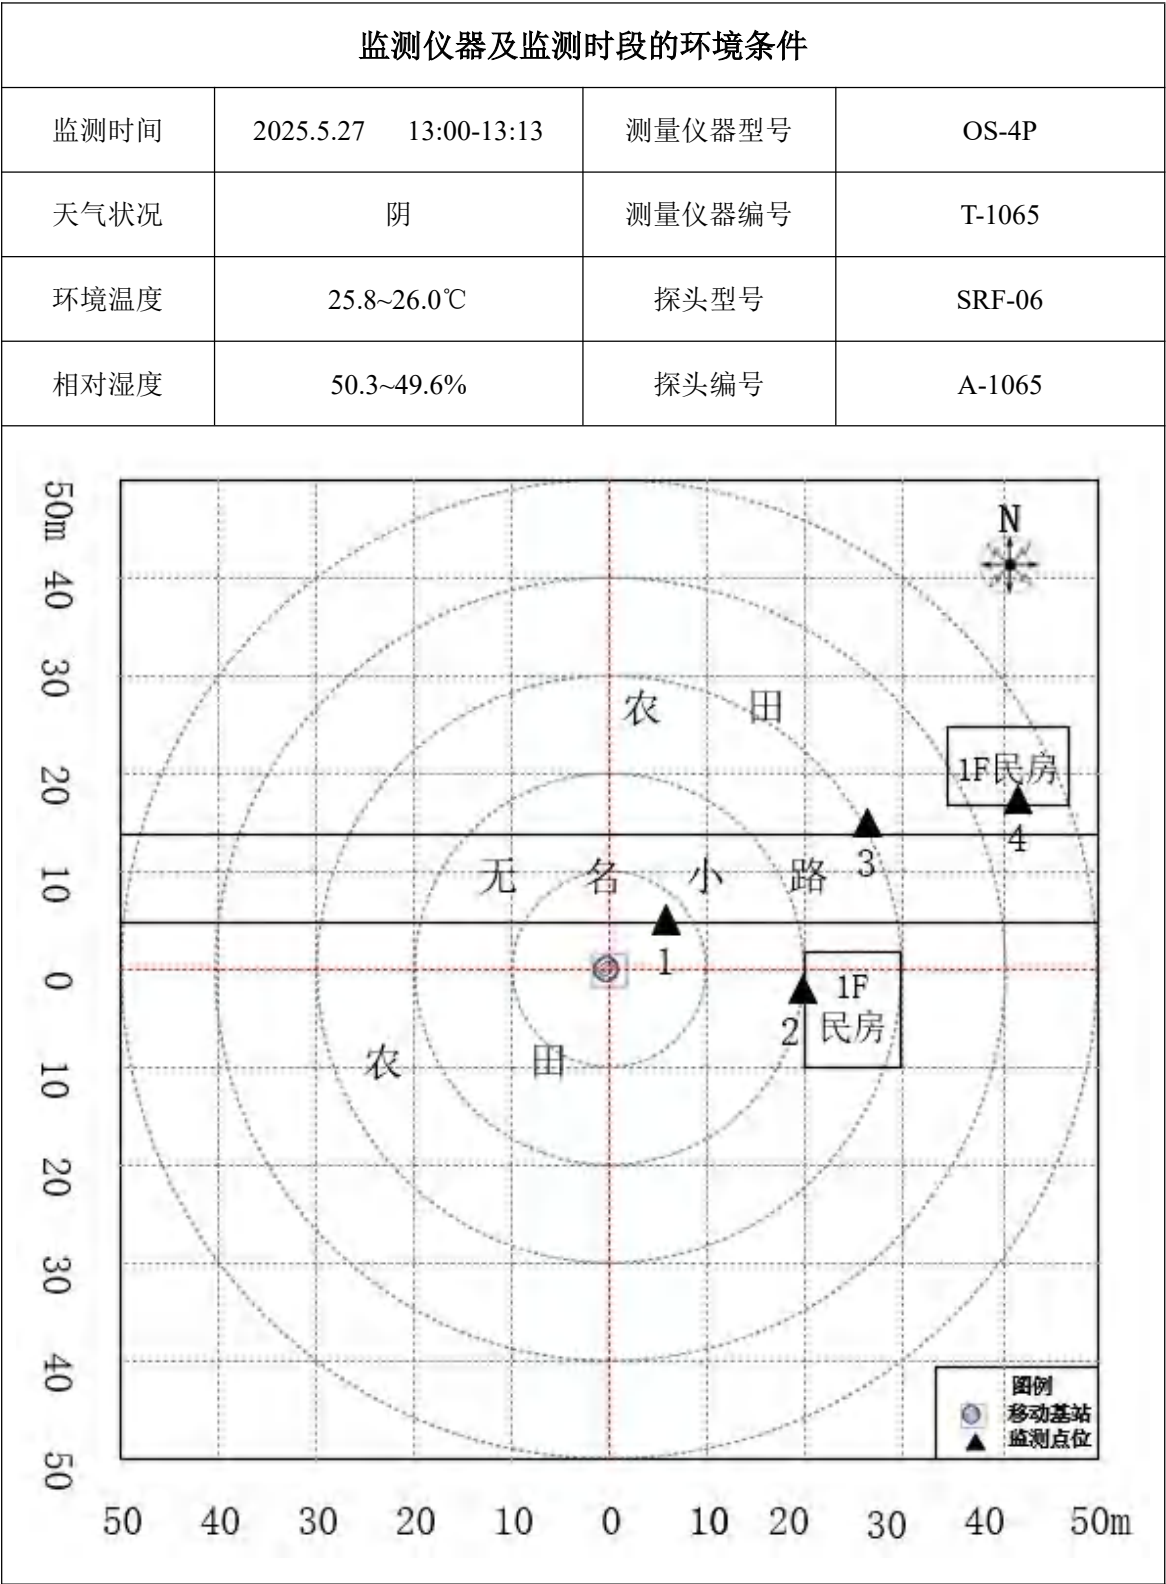 监测仪器及监测时段的环境条件
监测时间 2025.5.27 13:00-13:13 测量仪器型号 OS-4P
天气状况 阴 测量仪器编号 T-1065
环境温度 25.8~26.0℃ 探头型号 SRF-06
相对湿度 50.3~49.6% 探头编号 A-1065
50m
40
30
20
10
0
10
20
30
40
50
N
农 田
1F民房
4
3
无 名 小 路
1
1F
民房
2
农 田
图例
移动基站
监测点位
50 40 30 20 10 0 10 20 30 40 50m